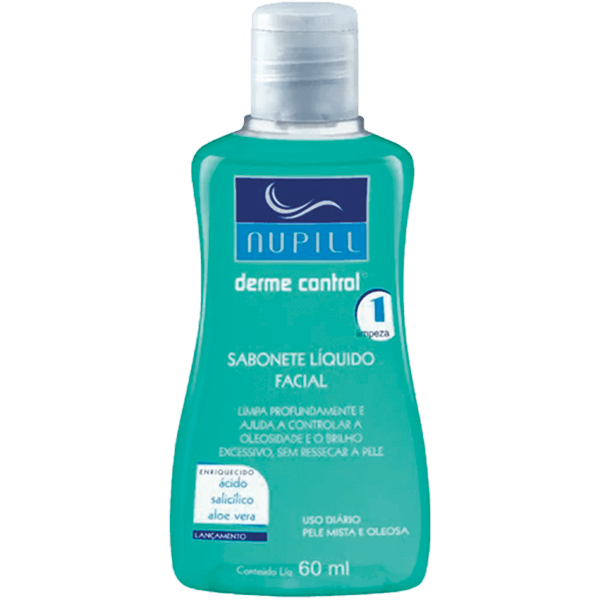 NUPILL
derme control®
1
limpeza
SABONETE LÍQUIDO
FACIAL
LIMPA PROFUNDAMENTE E
AJUDA A CONTROLAR A
OLEOSIDADE E O BRILHO
EXCESSIVO, SEM RESSECAR A PELE
ENRIQUECIDO
ácido
salicílico
aloe vera
LANÇAMENTO
USO DIÁRIO
PELE MISTA E OLEOSA
Conteúdo Líq 60 ml